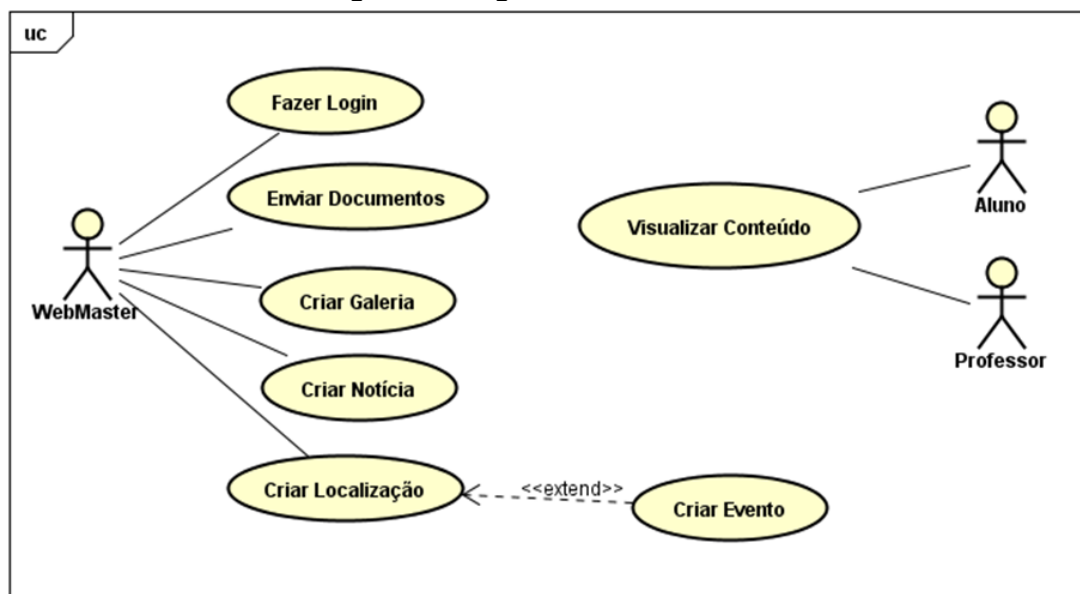 uc
Fazer Login
Enviar Documentos
Aluno
Visualizar Conteúdo
WebMaster
Criar Galeria
Professor
Criar Notícia
Criar Localização
<<extend>>
Criar Evento